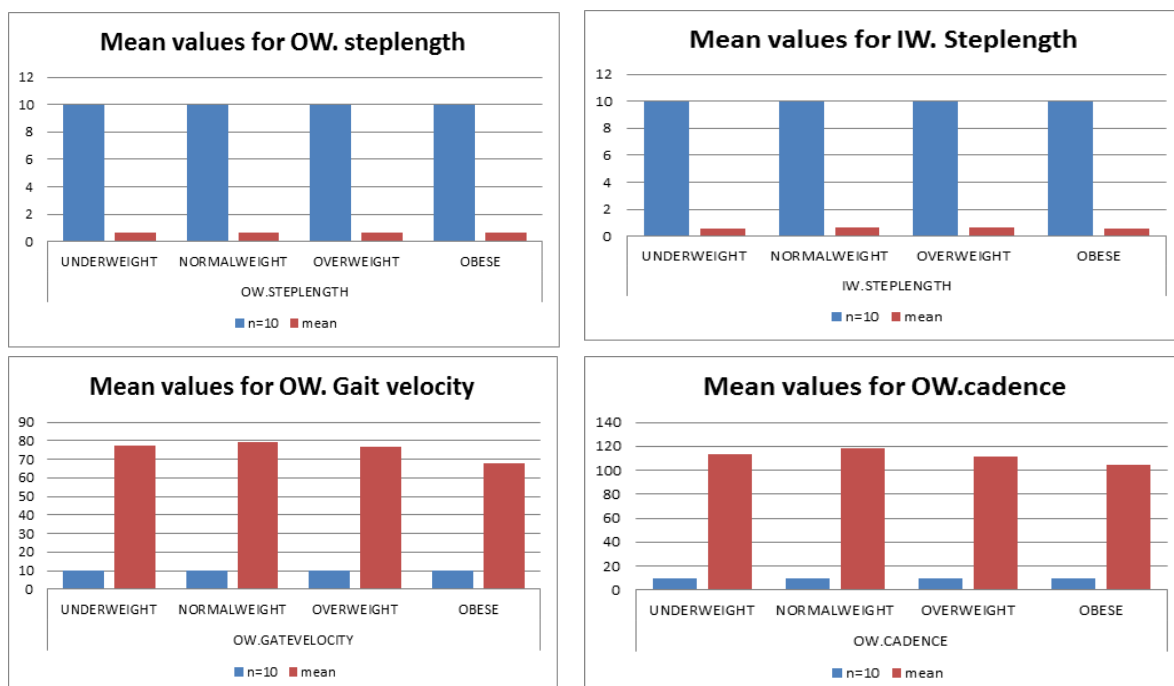 Mean values for OW. steplength
12
10
8
6
4
2
0
UNDERWEIGHT NORMALWEIGHT OVERWEIGHT OBESE
OW.STEPLENGTH
n=10 mean
Mean values for IW. Steplength
12
10
8
6
4
2
0
UNDERWEIGHT NORMALWEIGHT OVERWEIGHT OBESE
IW.STEPLENGTH
n=10 mean
Mean values for OW. Gait velocity
90
80
70
60
50
40
30
20
10
0
UNDERWEIGHT NORMALWEIGHT OVERWEIGHT OBESE
OW.GATEVELOCITY
n=10 mean
Mean values for OW.cadence
140
120
100
80
60
40
20
0
UNDERWEIGHT NORMALWEIGHT OVERWEIGHT OBESE
OW.CADENCE
n=10 mean